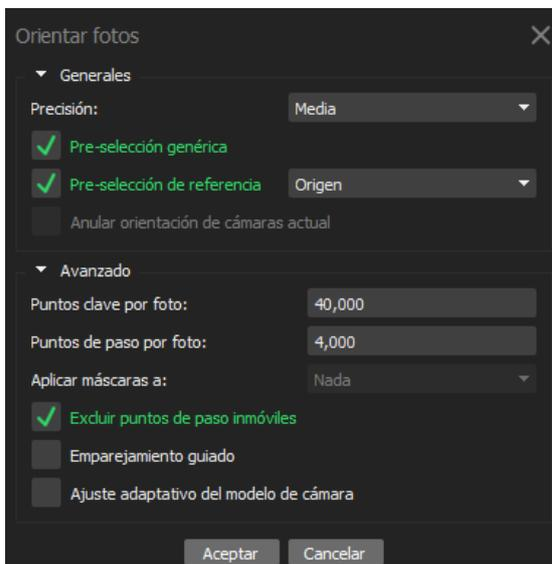 Orientar fotos
Generales
Precisión: Media
Pre-selección genérica
Pre-selección de referencia Origen
Anular orientación de cámaras actual
Avanzado
Puntos clave por foto: 40,000
Puntos de paso por foto: 4,000
Aplicar máscaras a: Nada
Excluir puntos de paso inmóviles
Emparejamiento guiado
Ajuste adaptativo del modelo de cámara
Aceptar Cancelar